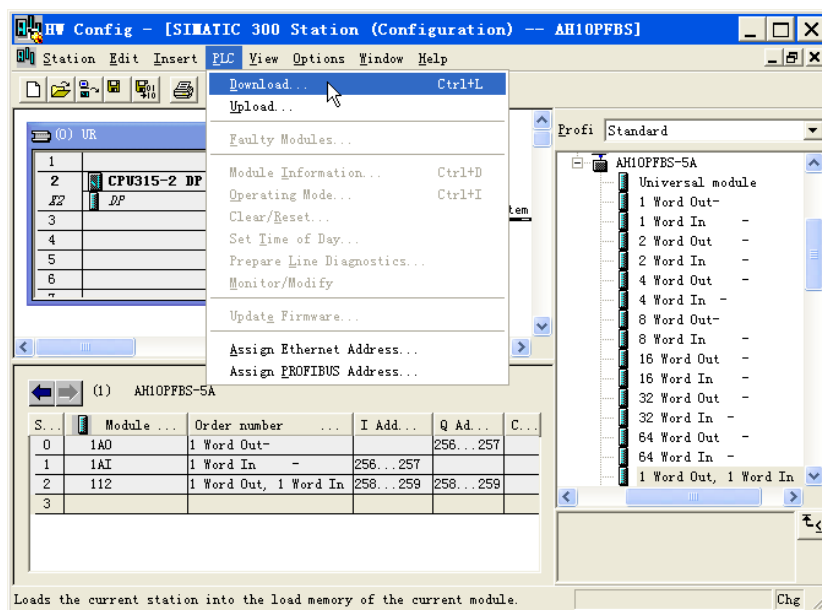 HW Config - [SIMATIC 300 Station (Configuration) -- AH10PFBS]
Station Edit Insert PLC View Options Window Help
Download... Ctrl+L
Upload...
Faulty Modules...
Module Information... Ctrl+D
Operating Mode... Ctrl+I
Clear/Reset...
Set Time of Day...
Prepare Line Diagnostics...
Monitor/Modify
Update Firmware...
Assign Ethernet Address...
Assign PROFIBUS Address...
(0) UR
1
2 CPU315-2 DP
X2 DP
3
4
5
6
tem
Profi Standard
AH10PFBS-5A
Universal module
1 Word Out-
1 Word In -
2 Word Out -
2 Word In -
4 Word Out -
4 Word In -
8 Word Out-
8 Word In -
16 Word Out -
16 Word In -
32 Word Out -
32 Word In -
64 Word Out -
64 Word In -
1 Word Out, 1 Word In
(1) AH10PFBS-5A
S... Module ... Order number ... I Add... Q Ad... C...
0 1AO 1 Word Out- 256...257
1 1AI 1 Word In - 256...257
2 112 1 Word Out, 1 Word In 258...259 258...259
3
Loads the current station into the load memory of the current module. Chg